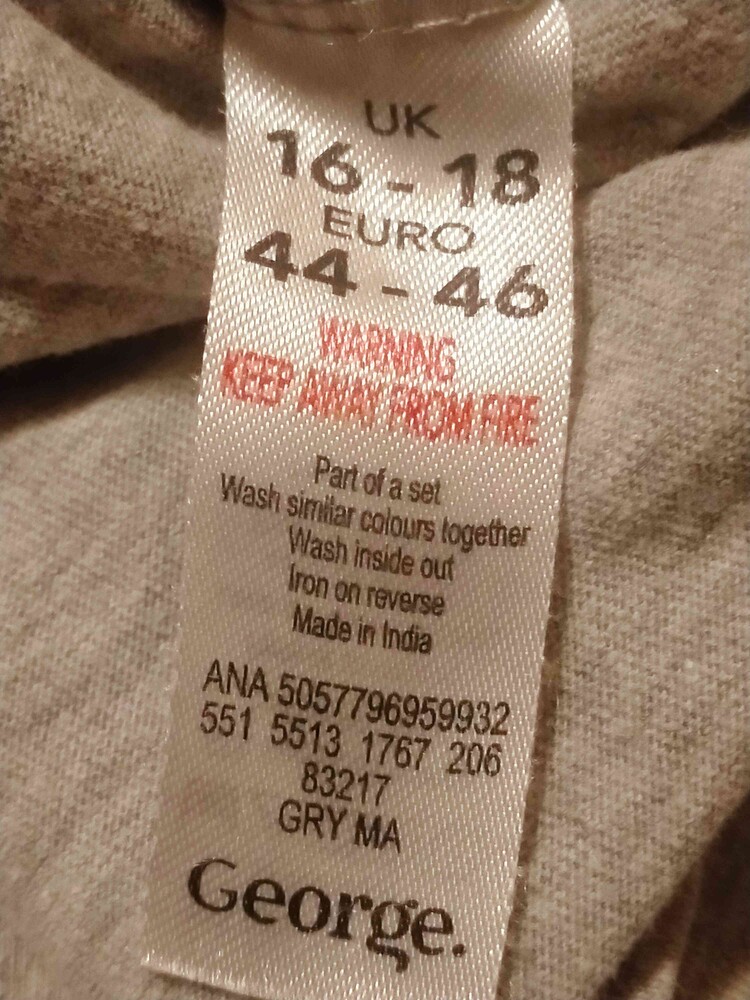 UK
16 - 18
EURO
44 - 46
WARNING
KEEP AWAY FROM FIRE
Part of a set
Wash similar colours together
Wash inside out
Iron on reverse
Made in India
ANA 5057796959932
551 5513 1767 206
83217
GRY MA
George.